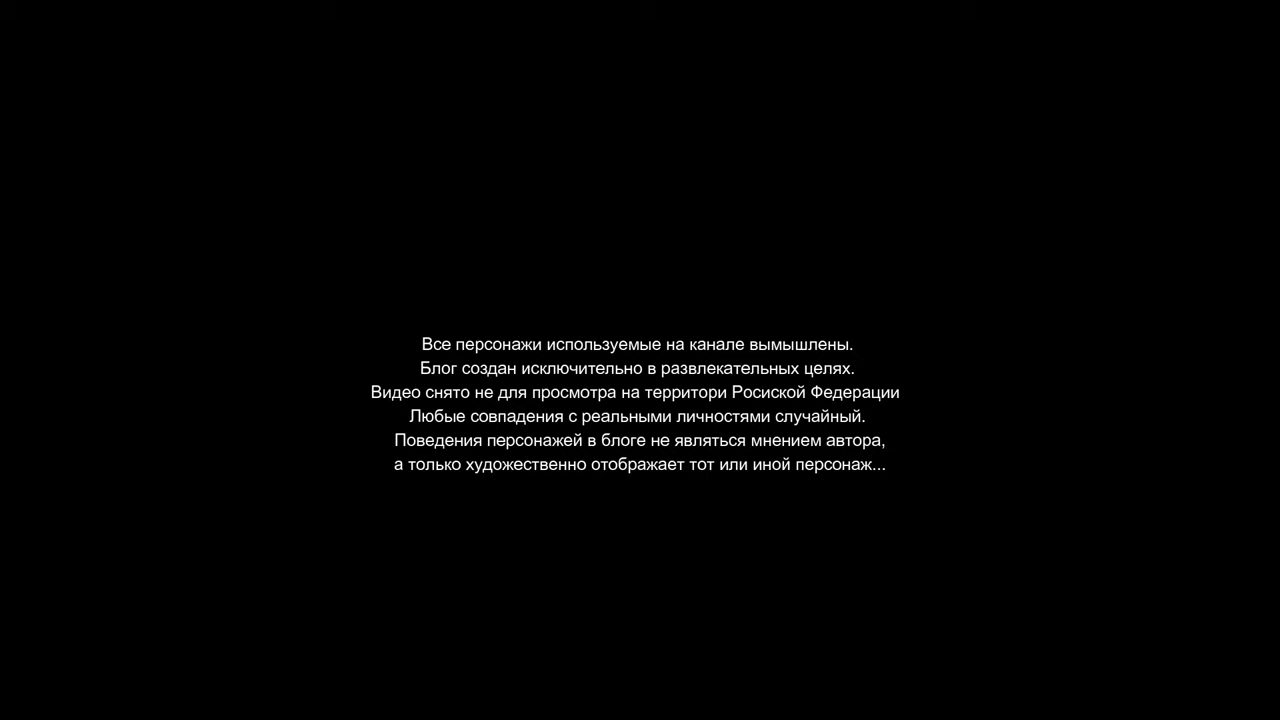 Все персонажи используемые на канале вымышлены.
Блог создан исключительно в развлекательных целях.
Видео снято не для просмотра на территори Росиской Федерации
Любые совпадения с реальными личностями случайный.
Поведения персонажей в блоге не являться мнением автора,
а только художественно отображает тот или иной персонаж...